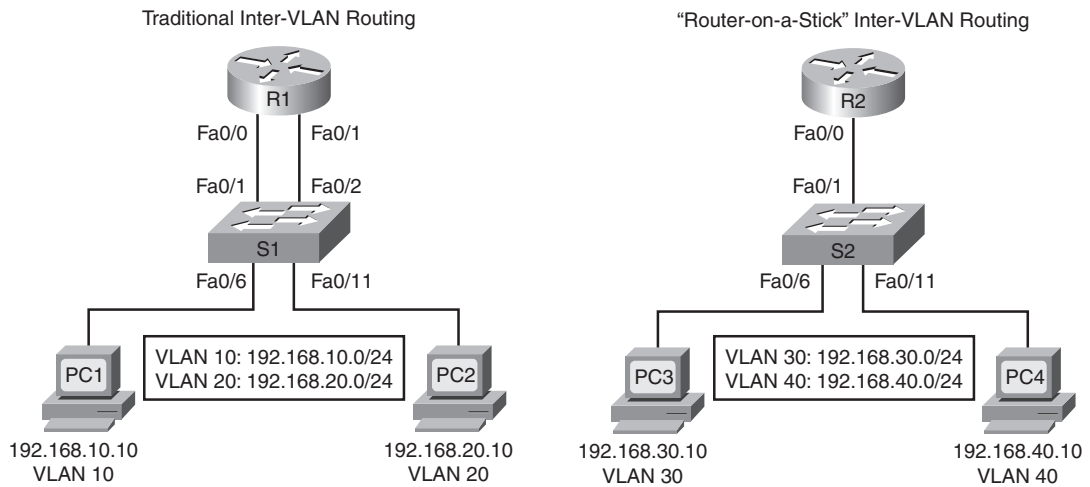 Traditional Inter-VLAN Routing
R1
Fa0/0
Fa0/1
Fa0/1
Fa0/2
S1
Fa0/6
Fa0/11
PC1
VLAN 10: 192.168.10.0/24
VLAN 20: 192.168.20.0/24
PC2
192.168.10.10
VLAN 10
192.168.20.10
VLAN 20
“Router-on-a-Stick” Inter-VLAN Routing
R2
Fa0/0
Fa0/1
S2
Fa0/6
Fa0/11
PC3
VLAN 30: 192.168.30.0/24
VLAN 40: 192.168.40.0/24
PC4
192.168.30.10
VLAN 30
192.168.40.10
VLAN 40